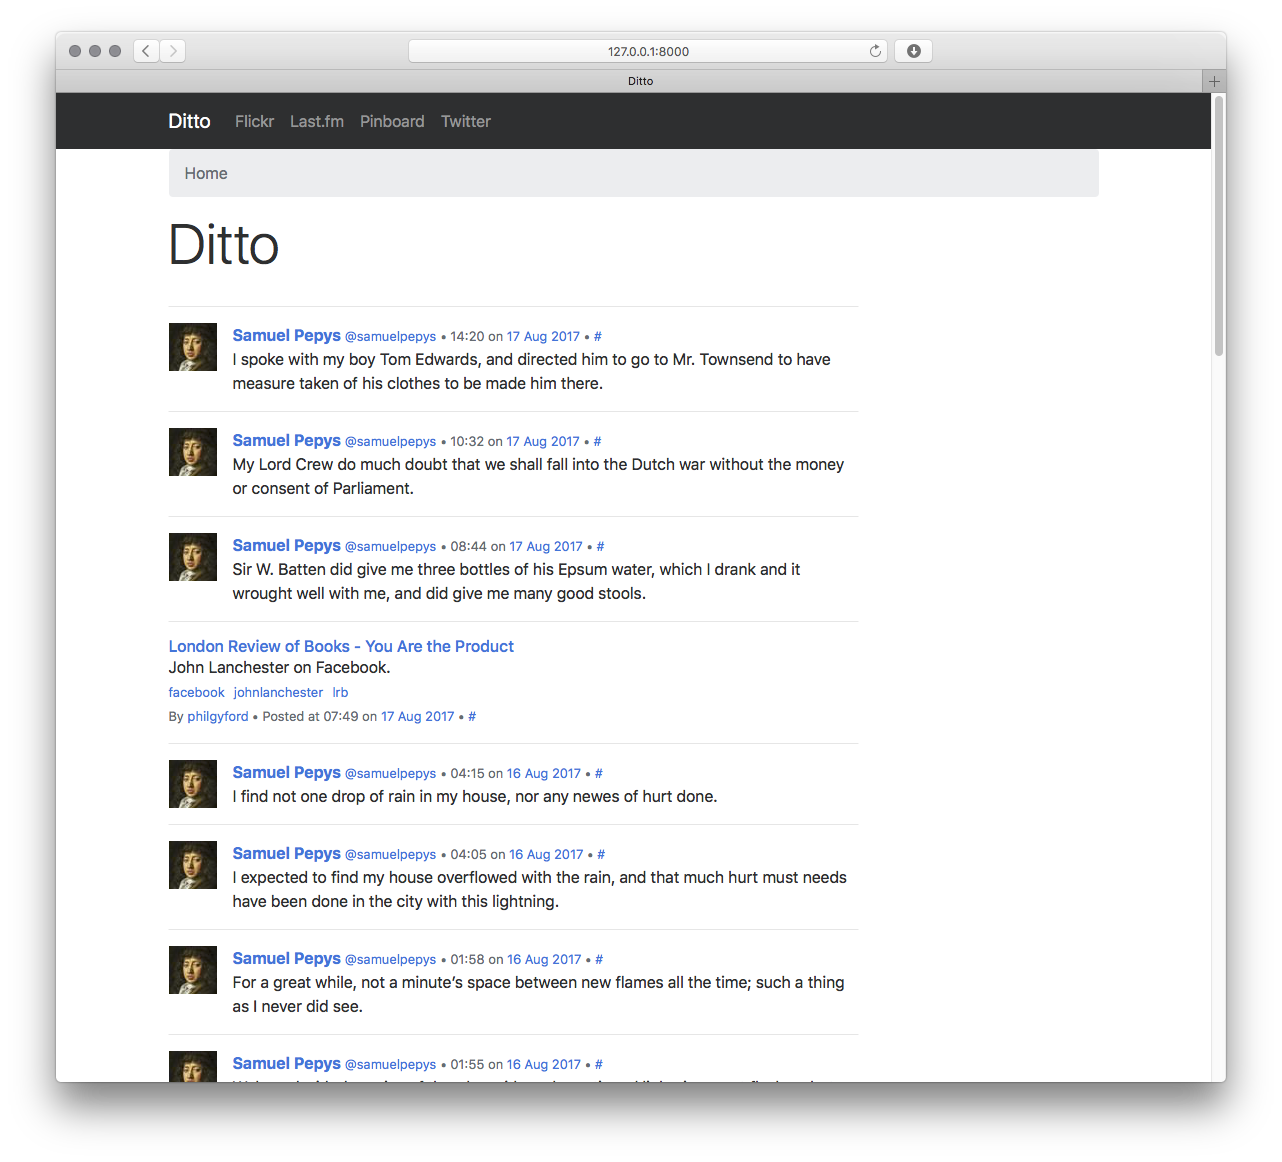 127.0.0.1:8000
Ditto
Ditto Flickr Last.fm Pinboard Twitter
Home
Ditto
Samuel Pepys @samuelpepys • 14:20 on 17 Aug 2017 • #
I spoke with my boy Tom Edwards, and directed him to go to Mr. Townsend to have
measure taken of his clothes to be made him there.
Samuel Pepys @samuelpepys • 10:32 on 17 Aug 2017 • #
My Lord Crew do much doubt that we shall fall into the Dutch war without the money
or consent of Parliament.
Samuel Pepys @samuelpepys • 08:44 on 17 Aug 2017 • #
Sir W. Batten did give me three bottles of his Epsum water, which I drank and it
wrought well with me, and did give me many good stools.
London Review of Books - You Are the Product
John Lanchester on Facebook.
facebook johnlanchester lrb
By philgyford • Posted at 07:49 on 17 Aug 2017 • #
Samuel Pepys @samuelpepys • 04:15 on 16 Aug 2017 • #
I find not one drop of rain in my house, nor any newes of hurt done.
Samuel Pepys @samuelpepys • 04:05 on 16 Aug 2017 • #
I expected to find my house overflowed with the rain, and that much hurt must needs
have been done in the city with this lightning.
Samuel Pepys @samuelpepys • 01:58 on 16 Aug 2017 • #
For a great while, not a minute’s space between new flames all the time; such a thing
as I never did see.
Samuel Pepys @samuelpepys • 01:55 on 16 Aug 2017 • #